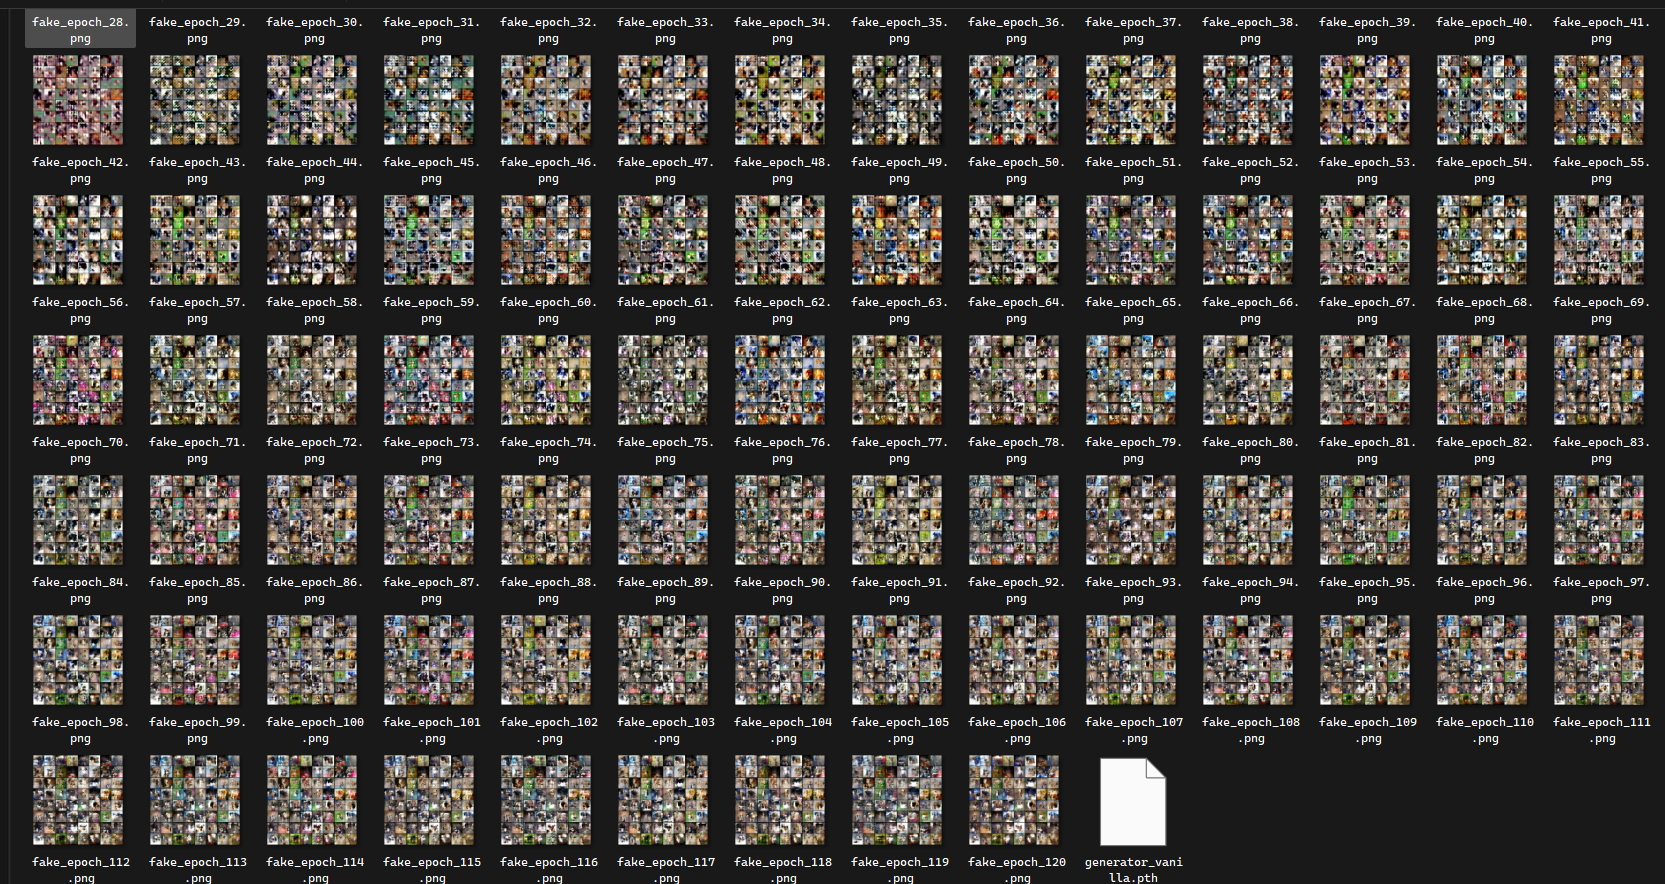 fake_epoch_28. fake_epoch_29. fake_epoch_30. fake_epoch_31. fake_epoch_32. fake_epoch_33. fake_epoch_34. fake_epoch_35. fake_epoch_36. fake_epoch_37. fake_epoch_38. fake_epoch_39. fake_epoch_40. fake_epoch_41.
png png png png png png png png png png png png png png
fake_epoch_42. fake_epoch_43. fake_epoch_44. fake_epoch_45. fake_epoch_46. fake_epoch_47. fake_epoch_48. fake_epoch_49. fake_epoch_50. fake_epoch_51. fake_epoch_52. fake_epoch_53. fake_epoch_54. fake_epoch_55.
png png png png png png png png png png png png png png
fake_epoch_56. fake_epoch_57. fake_epoch_58. fake_epoch_59. fake_epoch_60. fake_epoch_61. fake_epoch_62. fake_epoch_63. fake_epoch_64. fake_epoch_65. fake_epoch_66. fake_epoch_67. fake_epoch_68. fake_epoch_69.
png png png png png png png png png png png png png png
fake_epoch_70. fake_epoch_71. fake_epoch_72. fake_epoch_73. fake_epoch_74. fake_epoch_75. fake_epoch_76. fake_epoch_77. fake_epoch_78. fake_epoch_79. fake_epoch_80. fake_epoch_81. fake_epoch_82. fake_epoch_83.
png png png png png png png png png png png png png png
fake_epoch_84. fake_epoch_85. fake_epoch_86. fake_epoch_87. fake_epoch_88. fake_epoch_89. fake_epoch_90. fake_epoch_91. fake_epoch_92. fake_epoch_93. fake_epoch_94. fake_epoch_95. fake_epoch_96. fake_epoch_97.
png png png png png png png png png png png png png png
fake_epoch_98. fake_epoch_99. fake_epoch_100 fake_epoch_101 fake_epoch_102 fake_epoch_103 fake_epoch_104 fake_epoch_105 fake_epoch_106 fake_epoch_107 fake_epoch_108 fake_epoch_109 fake_epoch_110 fake_epoch_111
png png .png .png .png .png .png .png .png .png .png .png .png .png
fake_epoch_112 fake_epoch_113 fake_epoch_114 fake_epoch_115 fake_epoch_116 fake_epoch_117 fake_epoch_118 fake_epoch_119 fake_epoch_120 generator_vani
.png .png .png .png .png .png .png .png .png lla.pth